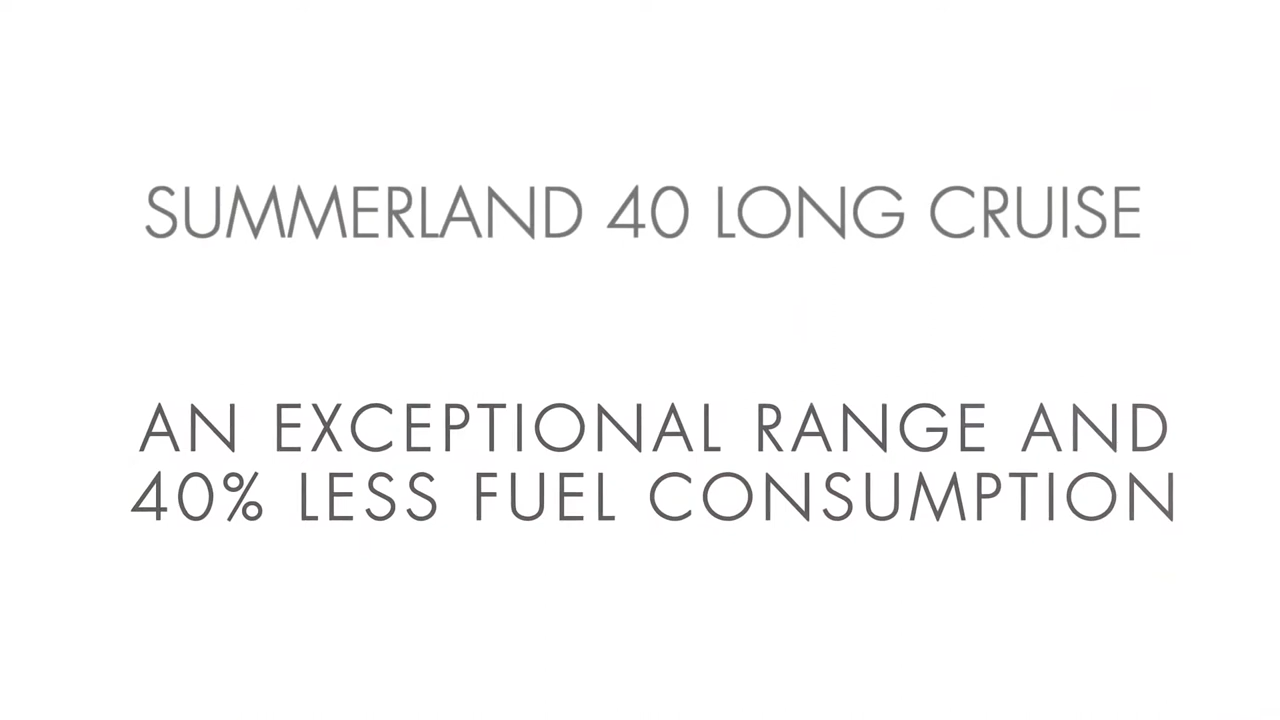 SUMMERLAND 40 LONG CRUISE
AN EXCEPTIONAL RANGE AND
40% LESS FUEL CONSUMPTION